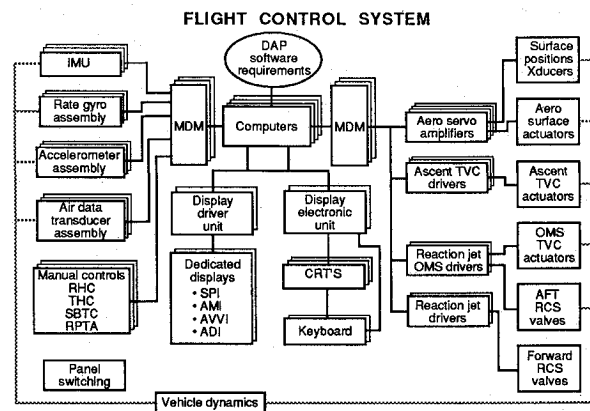 FLIGHT CONTROL SYSTEM
DAP
software
requirements
IMU
Rate gyro
assembly
Accelerometer
assembly
Air data
transducer
assembly
Manual controls
RHC
THC
SBTC
RPTA
Panel
switching
MDM
Computers
MDM
Display
driver
unit
Dedicated
displays
• SPI
• AMI
• AVVI
• ADI
Display
electronic
unit
CRT'S
Keyboard
Aero servo
amplifiers
Ascent TVC
drivers
Reaction jet
OMS drivers
Reaction jet
drivers
Surface
positions
Xducers
Aero
surface
actuators
Ascent
TVC
actuators
OMS
TVC
actuators
AFT
RCS
valves
Forward
RCS
valves
Vehicle dynamics